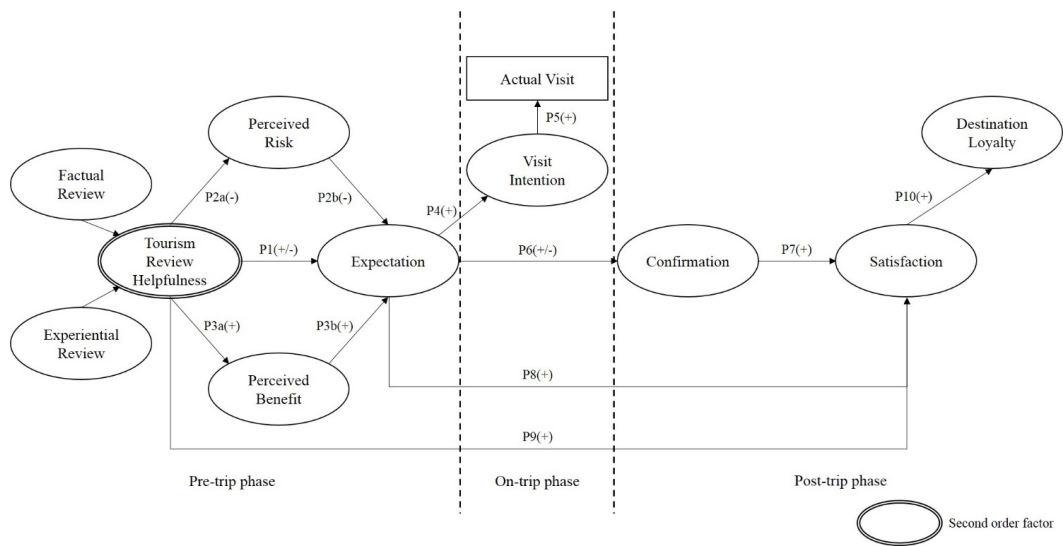 Actual Visit
P5(+)
Perceived
Risk
Destination
Loyalty
Visit
Intention
Factual
Review
P2a(-)
P2b(-)
P4(+)
P10(+)
Tourism
Review
Helpfulness
P1(+/-)
Expectation
P6(+/-)
Confirmation
P7(+)
Satisfaction
Experiential
Review
P3a(+)
P3b(+)
Perceived
Benefit
P8(+)
P9(+)
Pre-trip phase
On-trip phase
Post-trip phase
Second order factor